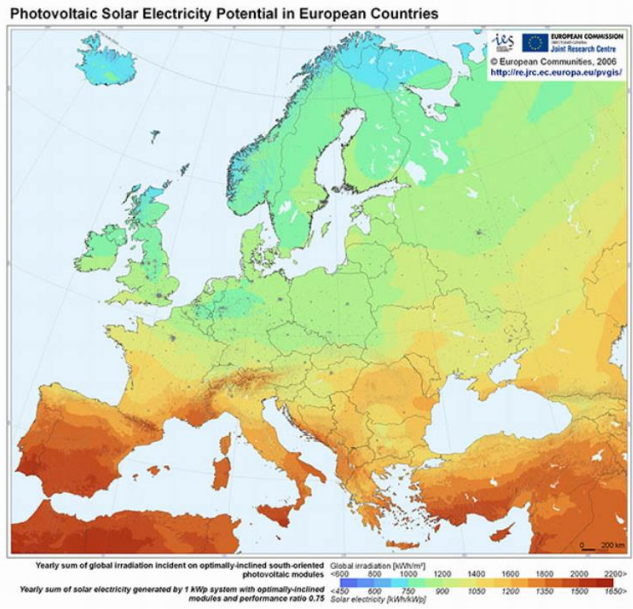 Photovoltaic Solar Electricity Potential in European Countries
ies
EUROPEAN COMMISSION
DIRECTORATE-GENERAL
Joint Research Centre
© European Communities, 2006
http://re.jrc.ec.europa.eu/pvgis/
0 200 km
Yearly sum of global irradiation incident on optimally-inclined south-oriented
photovoltaic modules
Global irradiation [kWh/m²]
<600 800 1000 1200 1400 1600 1800 2000 2200>
Yearly sum of solar electricity generated by 1 kWp system with optimally-inclined
modules and performance ratio 0.75
<450 600 750 900 1050 1200 1350 1500 1650>
Solar electricity [kWh/kWp]